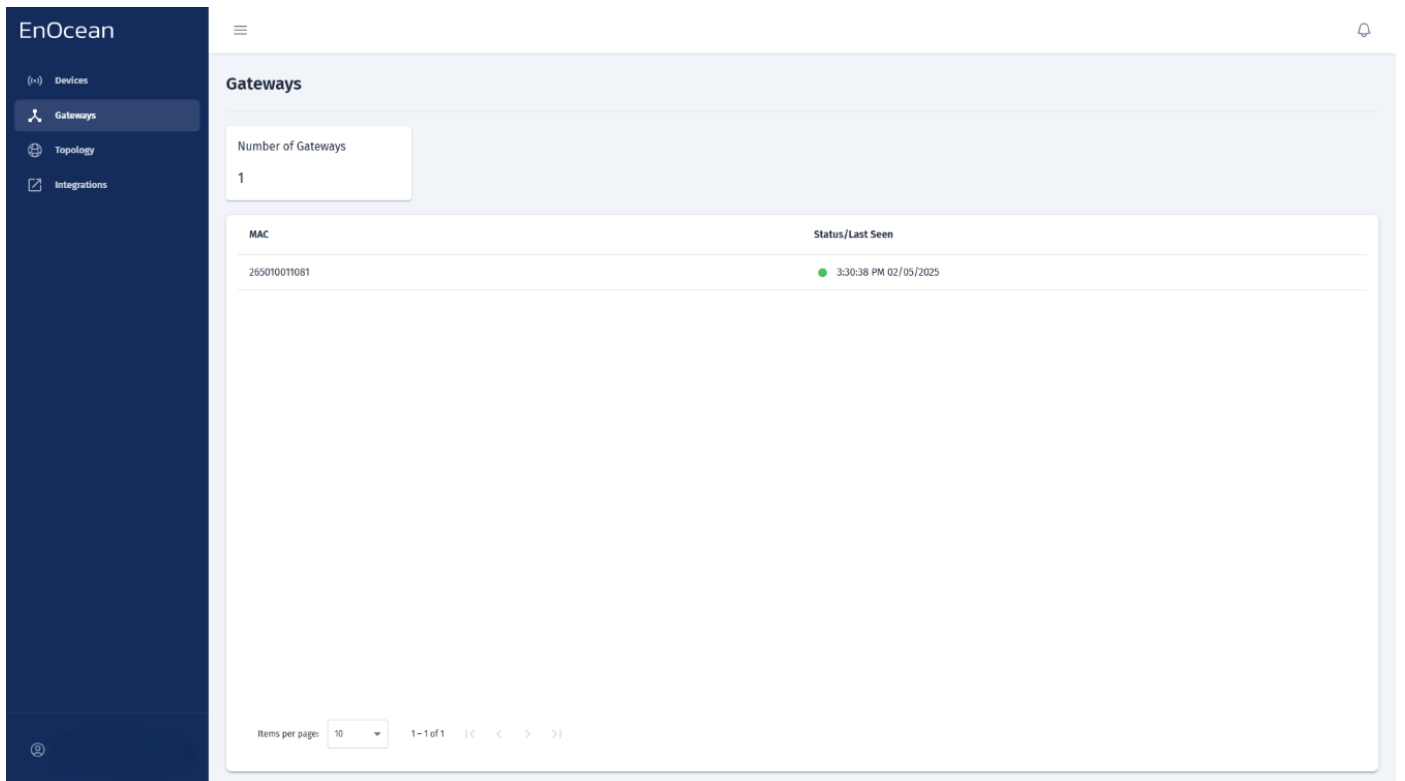 EnOcean
Devices
Gateways
Topology
Integrations
Gateways
Number of Gateways
1
MAC Status/Last Seen
265010011081 3:30:38 PM 02/05/2025
Items per page: 10 1 – 1 of 1